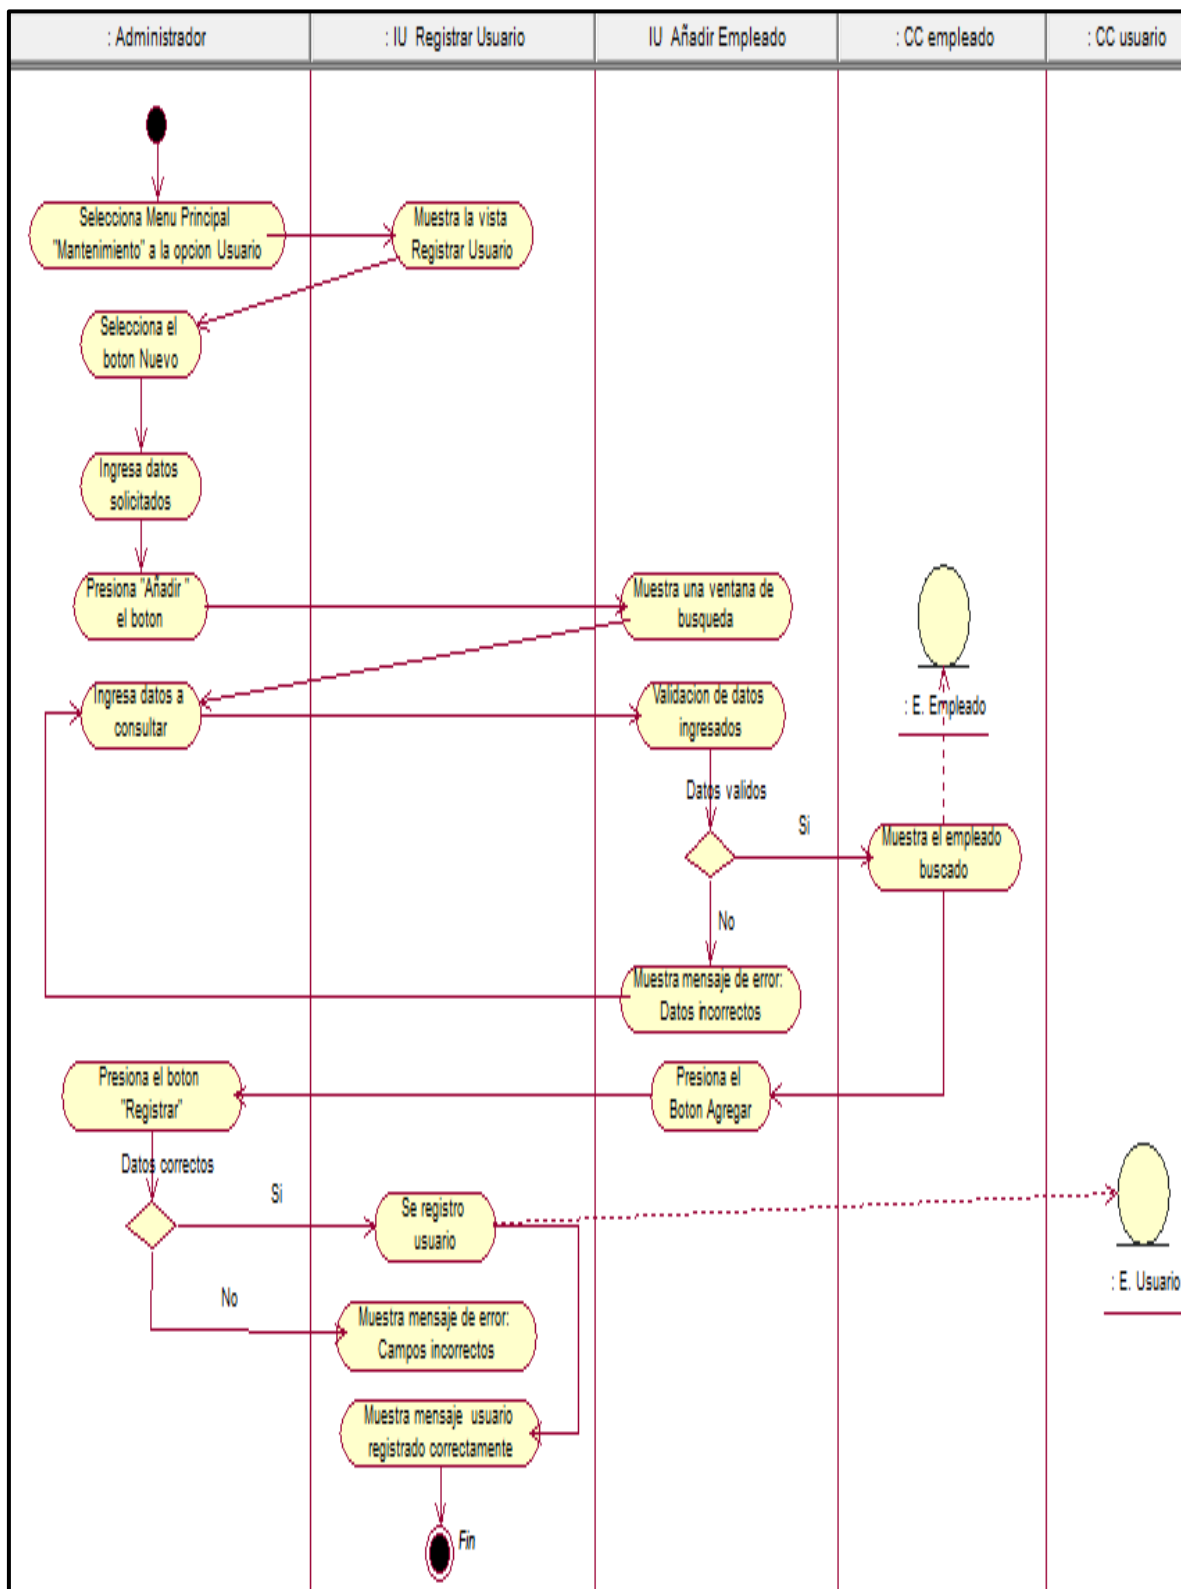 : Administrador
: IU Registrar Usuario
IU Añadir Empleado
: CC empleado
: CC usuario
Selecciona Menu Principal
"Mantenimiento" a la opcion Usuario
Muestra la vista
Registrar Usuario
Selecciona el
boton Nuevo
Ingresa datos
solicitados
Presiona "Añadir "
el boton
Muestra una ventana de
busqueda
Ingresa datos a
consultar
Validacion de datos
ingresados
: E. Empleado
Datos validos
Si
Muestra el empleado
buscado
No
Muestra mensaje de error:
Datos incorrectos
Presiona el boton
"Registrar"
Presiona el
Boton Agregar
Datos correctos
Si
Se registro
usuario
: E. Usuario
No
Muestra mensaje de error:
Campos incorrectos
Muestra mensaje usuario
registrado correctamente
Fin